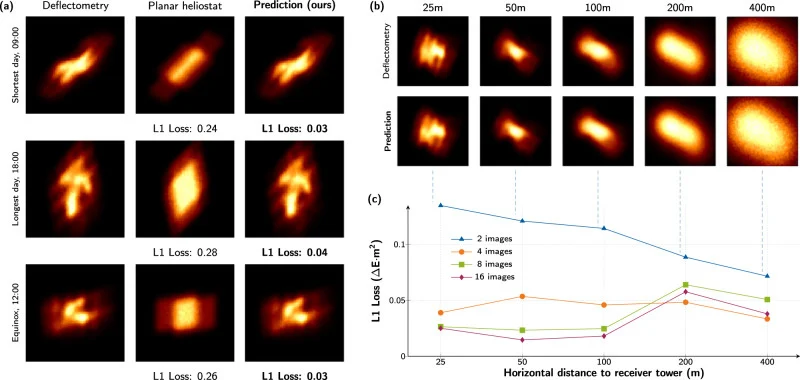 (a)
Deflectometry
Planar heliostat
Prediction (ours)
Shortest day, 09:00
L1 Loss: 0.24
L1 Loss: 0.03
Longest day, 18:00
L1 Loss: 0.28
L1 Loss: 0.04
Equinox, 12:00
L1 Loss: 0.26
L1 Loss: 0.03
(b)
25m
50m
100m
200m
400m
Deflectometry
Prediction
(c)
L1 Loss (△E·m²)
0.1
0.05
0
2 images
4 images
8 images
16 images
25
50
100
200
400
Horizontal distance to receiver tower (m)